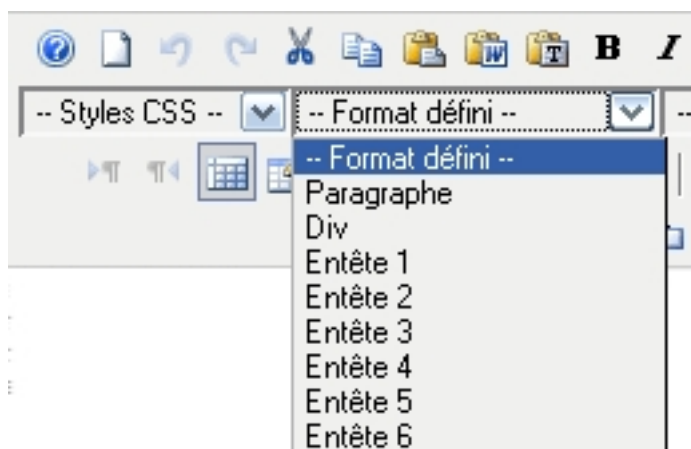 B I
-- Styles CSS -- -- Format défini -- --
-- Format défini --
Paragraphe
Div
Entête 1
Entête 2
Entête 3
Entête 4
Entête 5
Entête 6